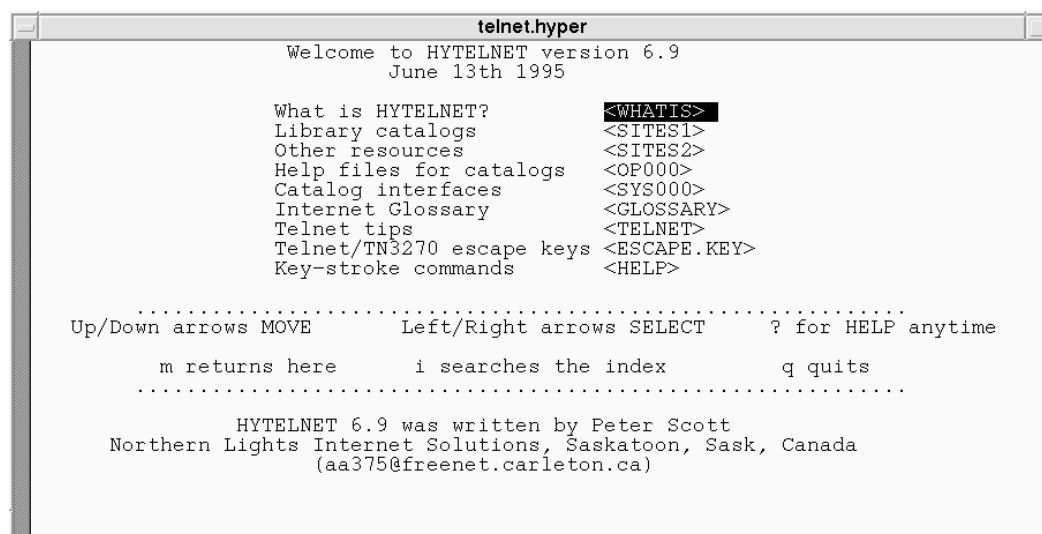 telnet.hyper
Welcome to HYTELNET version 6.9
June 13th 1995
What is HYTELNET? <WHATIS>
Library catalogs <SITES1>
Other resources <SITES2>
Help files for catalogs <OP000>
Catalog interfaces <SYS000>
Internet Glossary <GLOSSARY>
Telnet tips <TELNET>
Telnet/TN3270 escape keys <ESCAPE.KEY>
Key-stroke commands <HELP>
.............................................................
Up/Down arrows MOVE Left/Right arrows SELECT ? for HELP anytime
m returns here i searches the index q quits
.............................................................
HYTELNET 6.9 was written by Peter Scott
Northern Lights Internet Solutions, Saskatoon, Sask, Canada
(aa375@freenet.carleton.ca)